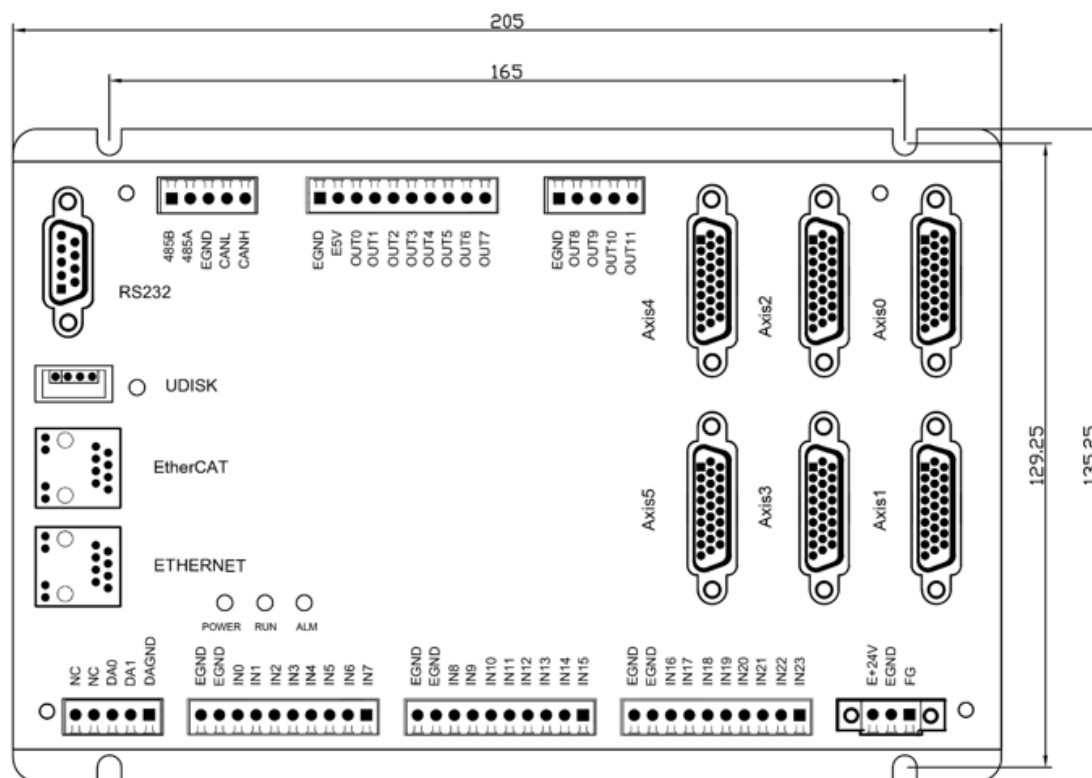 205
165
485B
485A
EGND
CANL
CANH
EGND
E5V
OUT0
OUT1
OUT2
OUT3
OUT4
OUT5
OUT6
OUT7
EGND
OUT8
OUT9
OUT10
OUT11
RS232
Axis4
Axis2
Axis0
UDISK
129.25
135.25
EtherCAT
Axis5
Axis3
Axis1
ETHERNET
POWER
RUN
ALM
NC
NC
DA0
DA1
DAGND
EGND
EGND
IN0
IN1
IN2
IN3
IN4
IN5
IN6
IN7
EGND
EGND
IN8
IN9
IN10
IN11
IN12
IN13
IN14
IN15
EGND
EGND
IN16
IN17
IN18
IN19
IN20
IN21
IN22
IN23
E+24V
EGND
FG